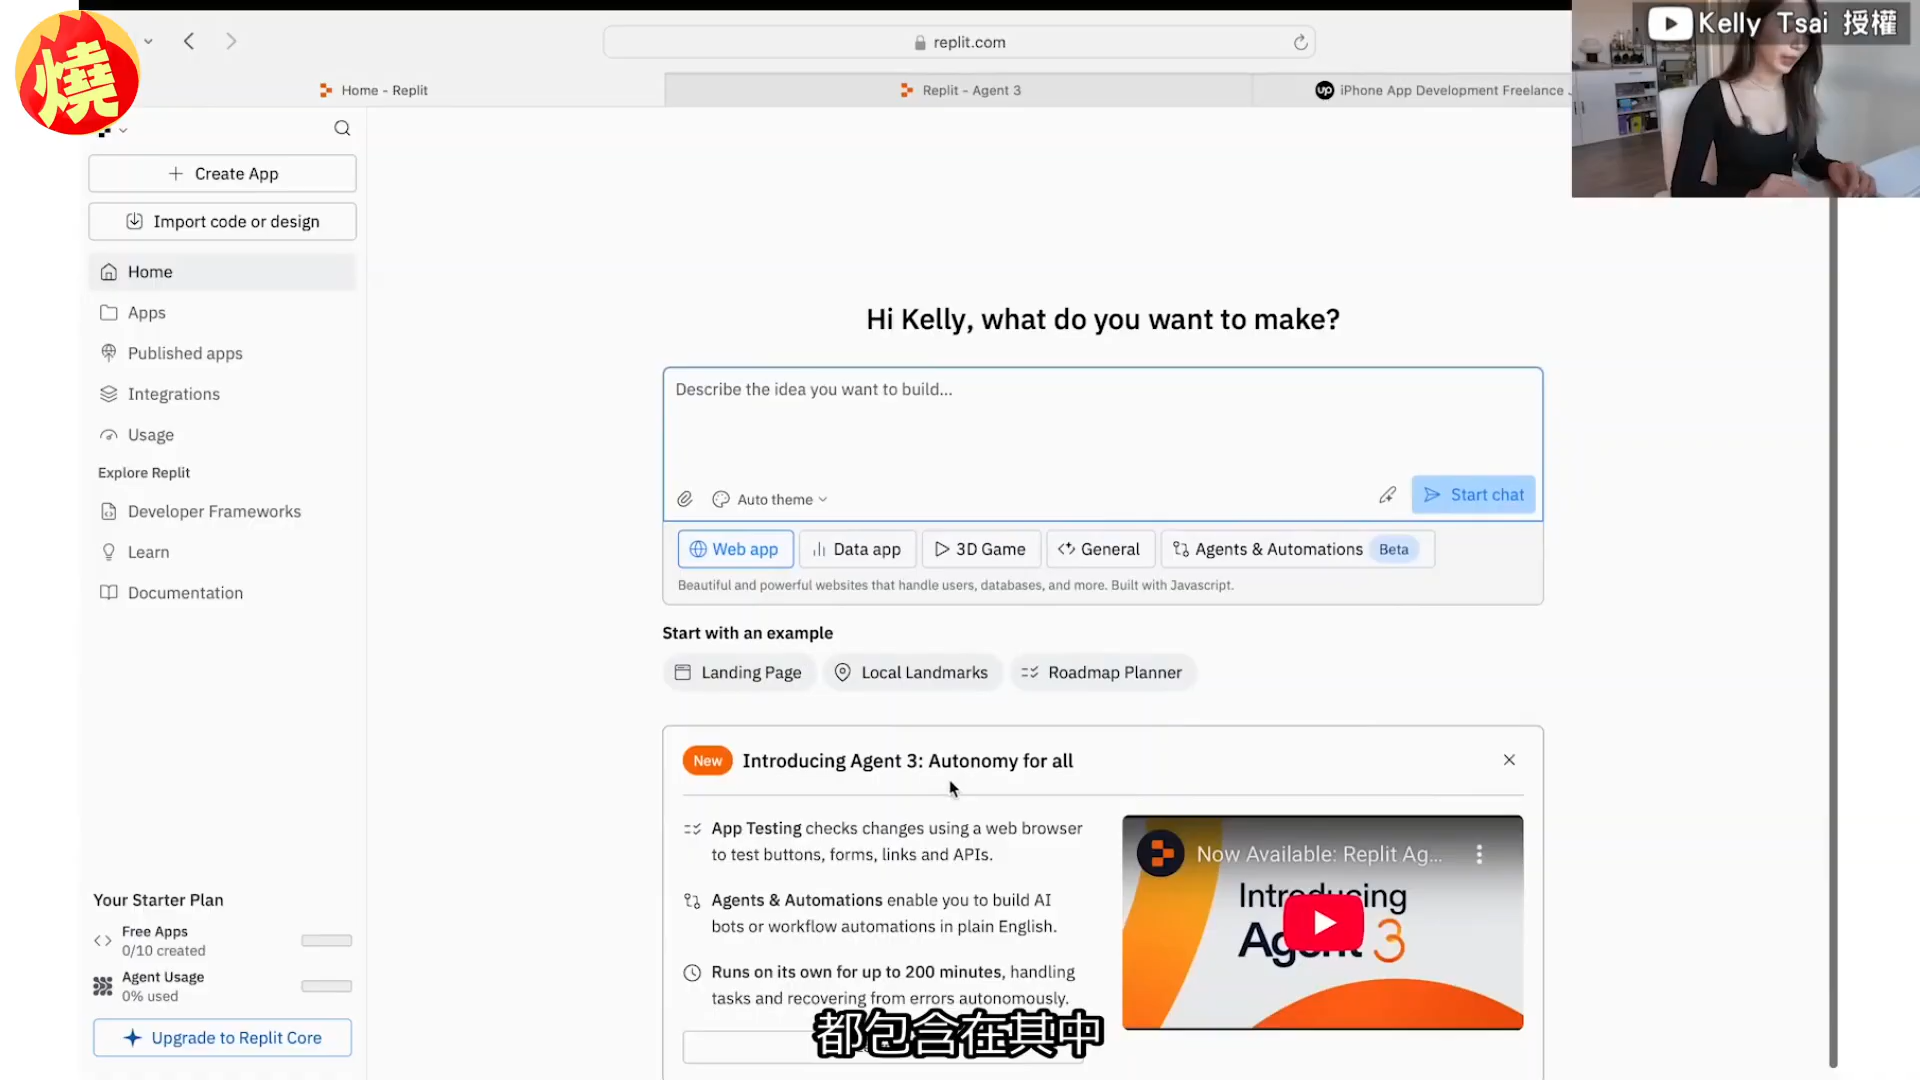 燒
replit.com
Kelly Tsai 授權
Home - Replit
Replit - Agent 3
up
iPhone App Development Freelance
Create App
Import code or design
Home
Apps
Published apps
Integrations
Usage
Explore Replit
Developer Frameworks
Learn
Documentation
Hi Kelly, what do you want to make?
Describe the idea you want to build...
Auto theme
Start chat
Web app
Data app
3D Game
General
Agents & Automations Beta
Beautiful and powerful websites that handle users, databases, and more. Built with Javascript.
Start with an example
Landing Page
Local Landmarks
Roadmap Planner
New Introducing Agent 3: Autonomy for all
App Testing checks changes using a web browser
to test buttons, forms, links and APIs.
Agents & Automations enable you to build AI
bots or workflow automations in plain English.
Runs on its own for up to 200 minutes, handling
tasks and recovering from errors autonomously.
Now Available: Replit Ag...
Introducing
Agent 3
Your Starter Plan
Free Apps
0/10 created
Agent Usage
0% used
Upgrade to Replit Core
都包含在其中